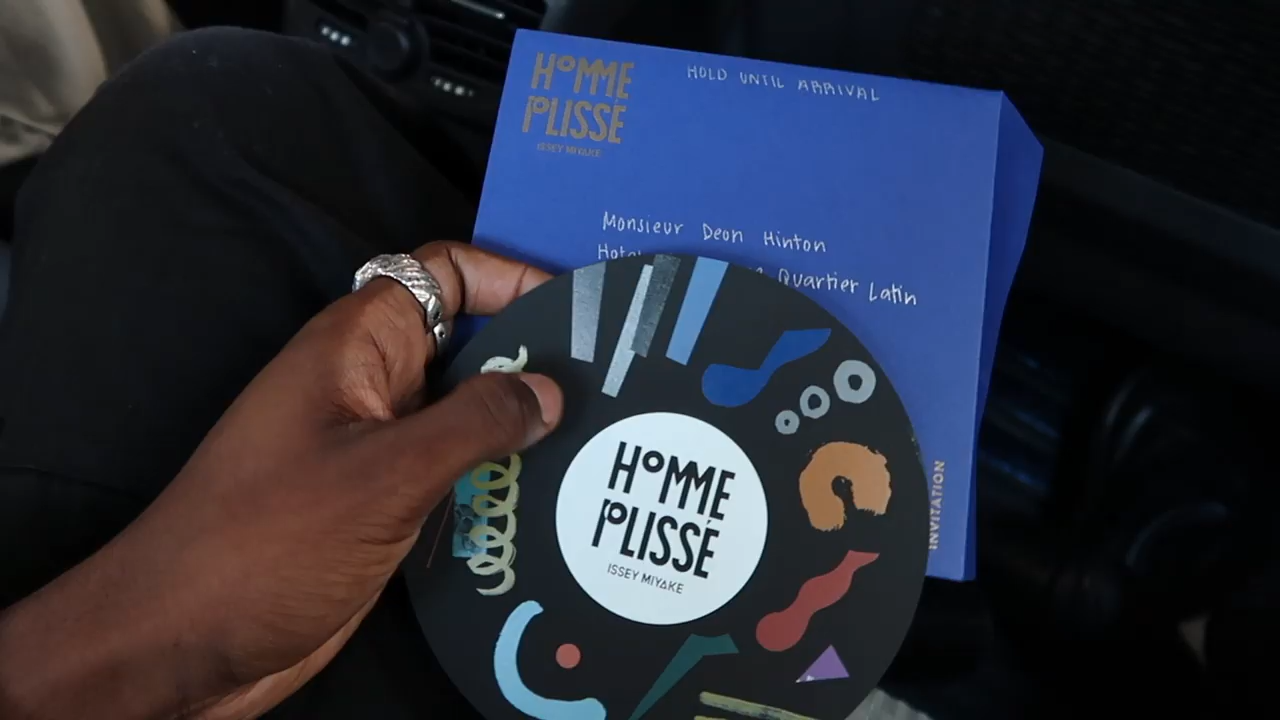 HOMME
PLISSÉ
ISSEY MIYAKE
HOLD UNTIL ARRIVAL
Monsieur Deon Hinton
Quartier Latin
INVITATION
HOMME
PLISSÉ
ISSEY MIYAKE